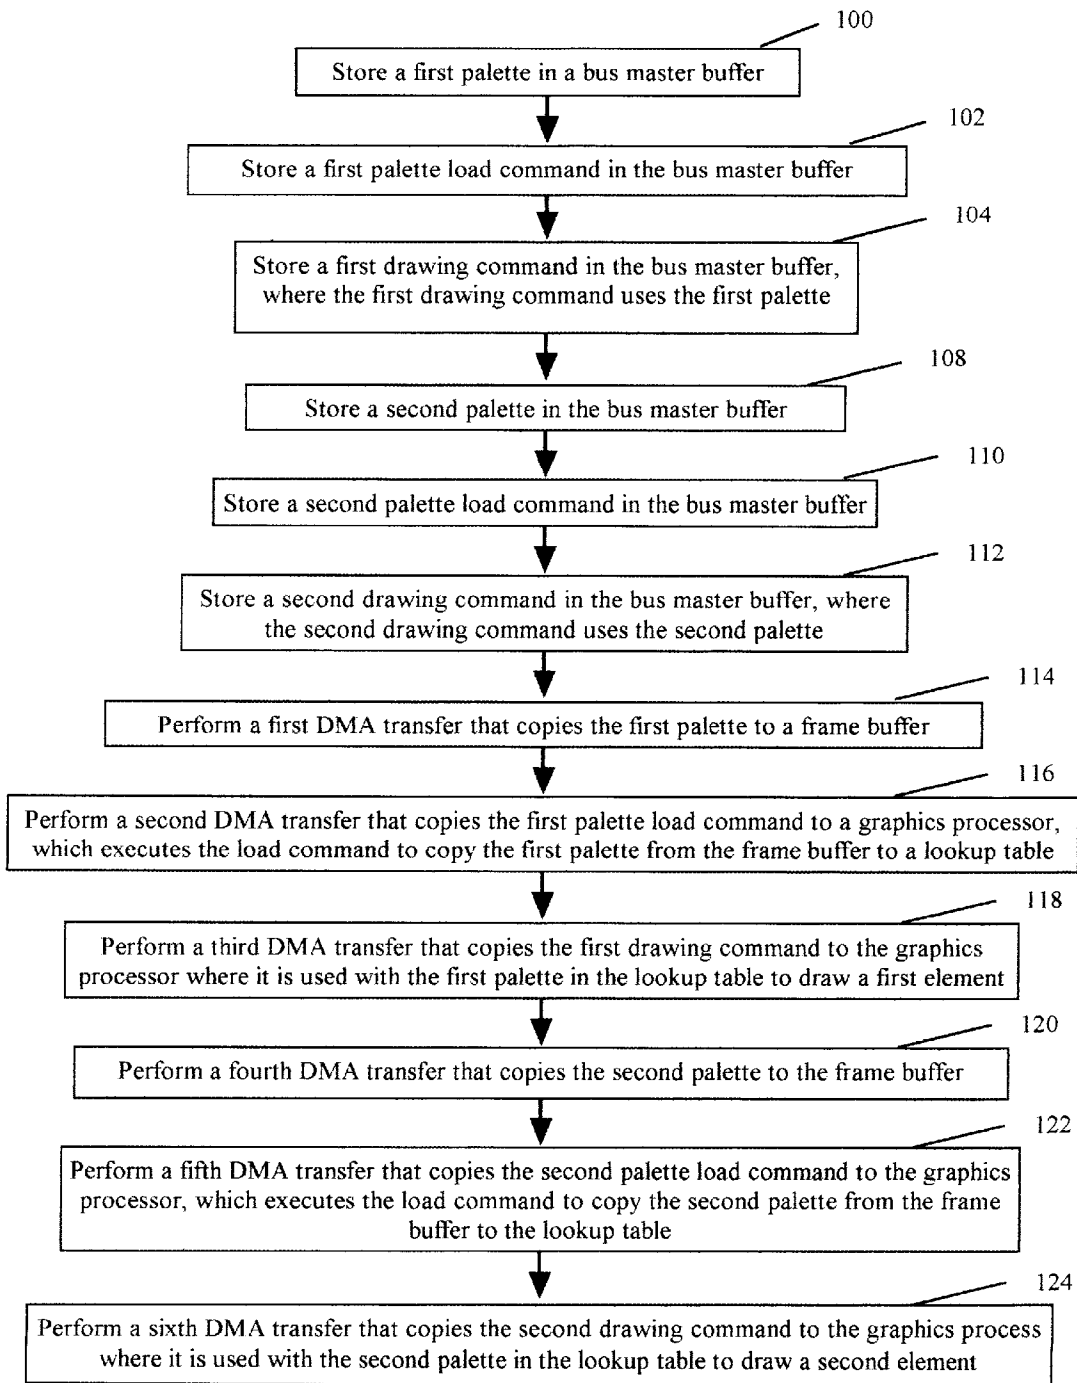 100
Store a first palette in a bus master buffer
102
Store a first palette load command in the bus master buffer
104
Store a first drawing command in the bus master buffer,
where the first drawing command uses the first palette
108
Store a second palette in the bus master buffer
110
Store a second palette load command in the bus master buffer
112
Store a second drawing command in the bus master buffer, where
the second drawing command uses the second palette
114
Perform a first DMA transfer that copies the first palette to a frame buffer
116
Perform a second DMA transfer that copies the first palette load command to a graphics processor,
which executes the load command to copy the first palette from the frame buffer to a lookup table
118
Perform a third DMA transfer that copies the first drawing command to the graphics
processor where it is used with the first palette in the lookup table to draw a first element
120
Perform a fourth DMA transfer that copies the second palette to the frame buffer
122
Perform a fifth DMA transfer that copies the second palette load command to the graphics
processor, which executes the load command to copy the second palette from the frame
buffer to the lookup table
124
Perform a sixth DMA transfer that copies the second drawing command to the graphics process
where it is used with the second palette in the lookup table to draw a second element